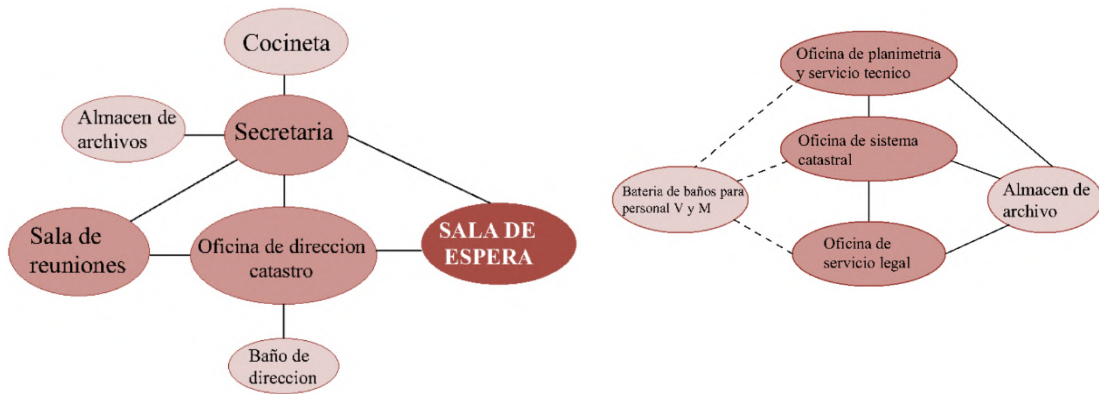 Cocineta
Almacen de
archivos
Secretaria
Sala de
reuniones
Oficina de direccion
catastro
SALA DE
ESPERA
Baño de
direccion
Oficina de planimetria
y servicio tecnico
Oficina de sistema
catastral
Bateria de baños para
personal V y M
Almacen de
archivo
Oficina de
servicio legal